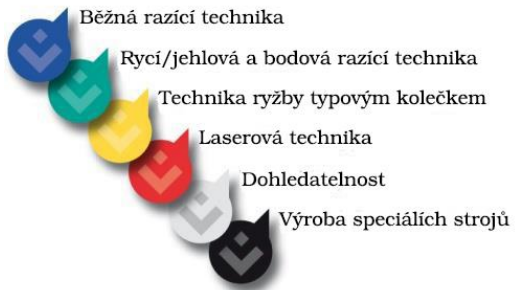 Běžná razící technika
Rycí/jehlová a bodová razící technika
Technika ryžby typovým kolečkem
Laserová technika
Dohledatelnost
Výroba speciálích strojů